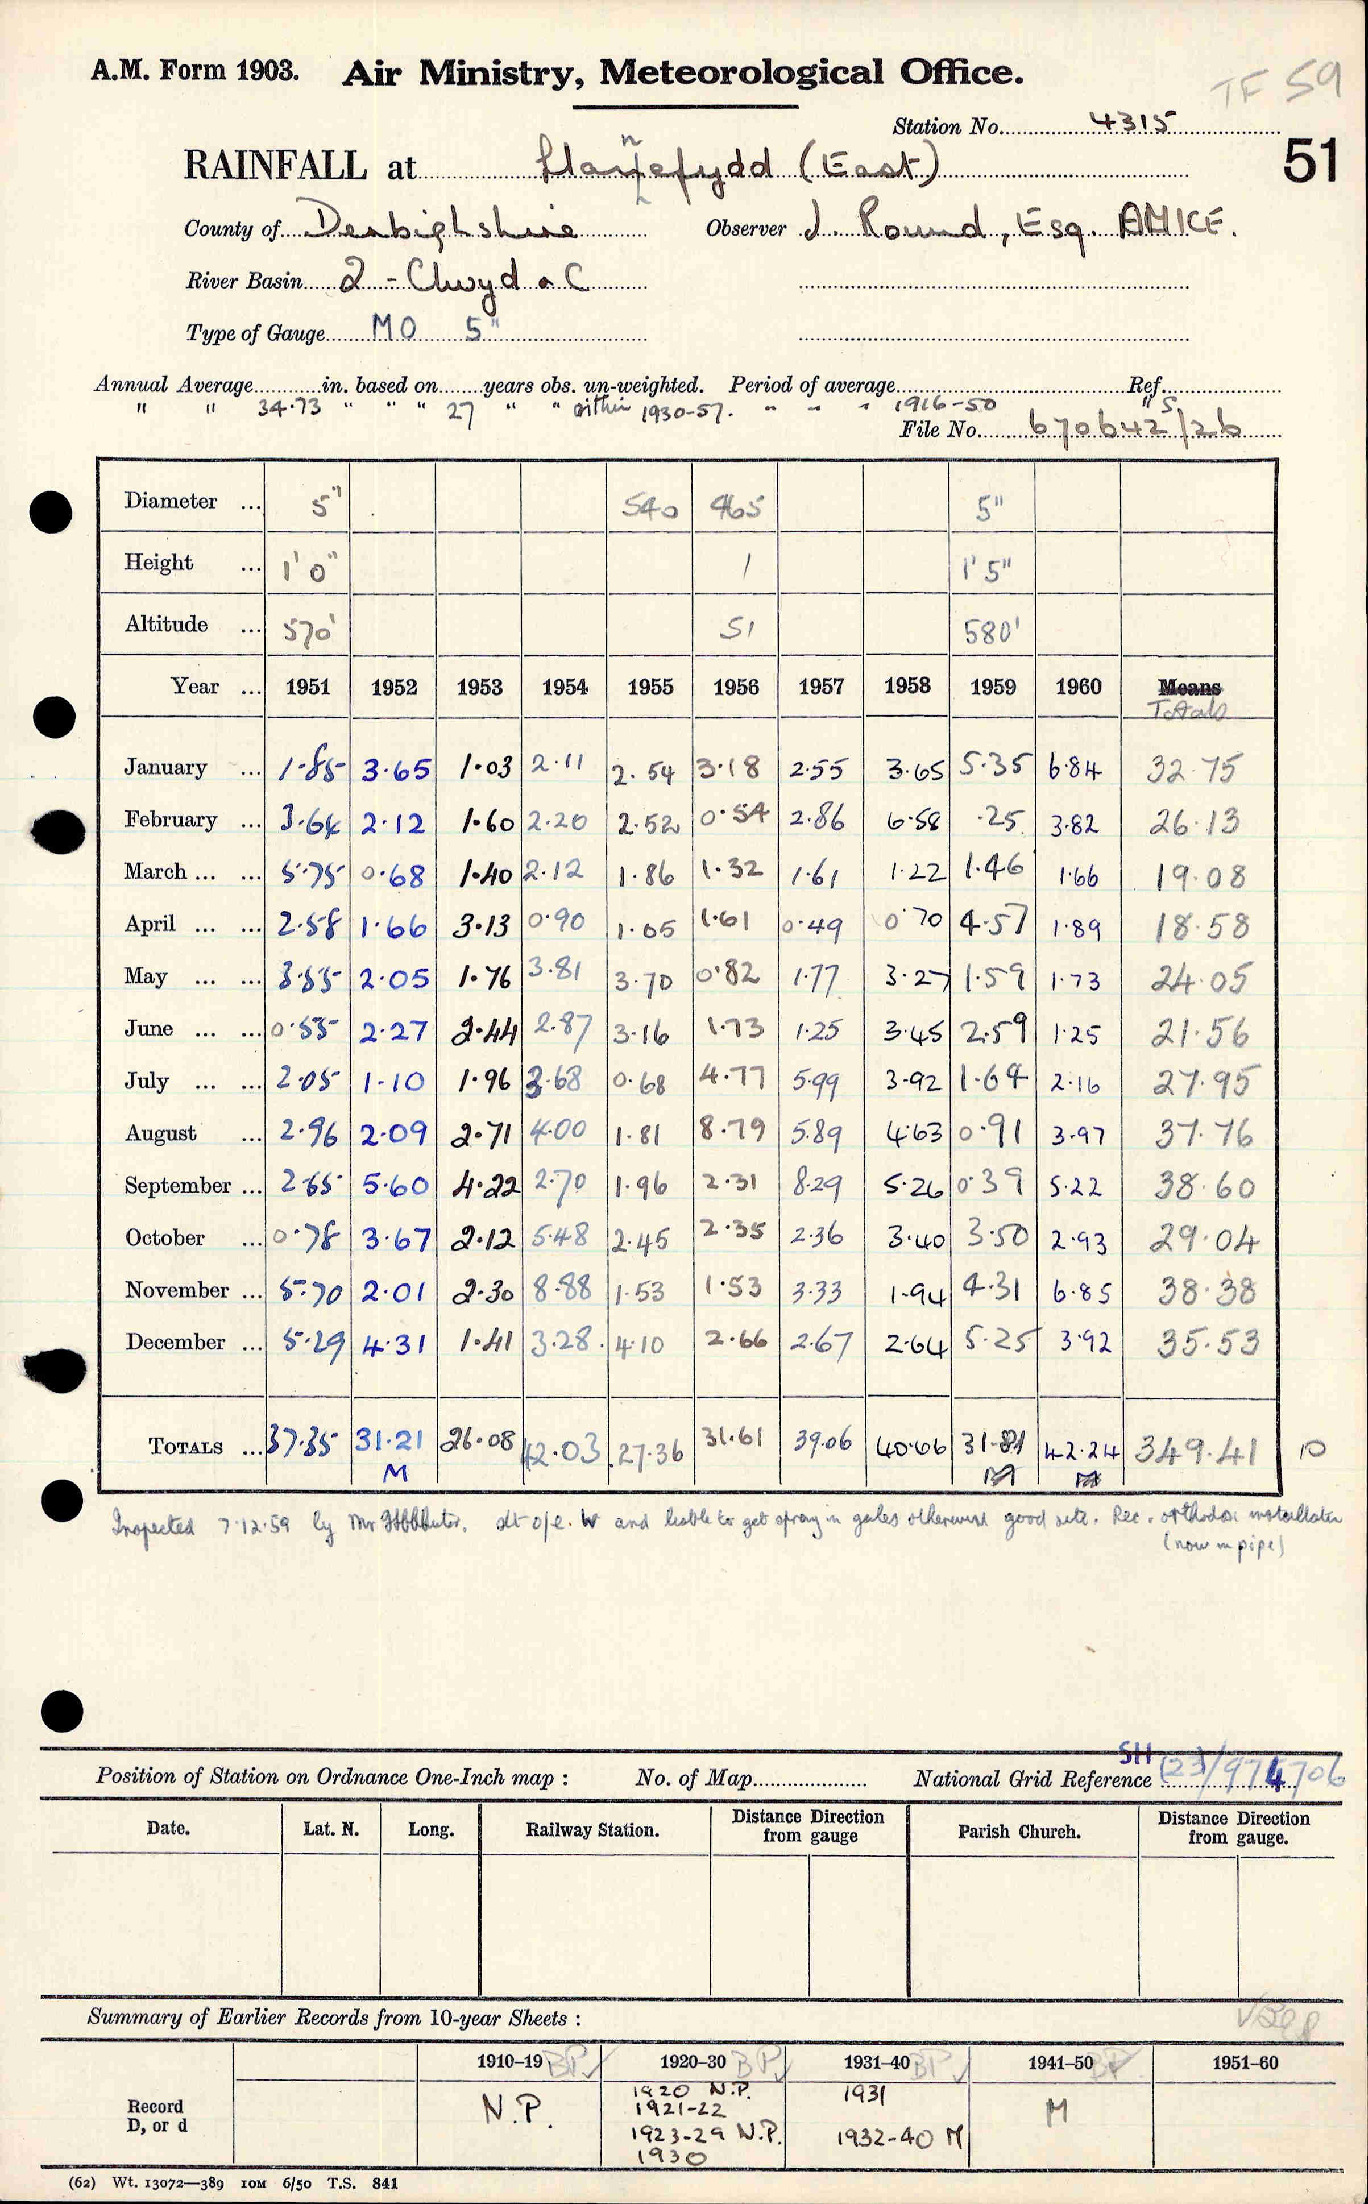 A.M. Form 1903. Air Ministry, Meteorological Office.
TF 59
Station No. 4315
51
RAINFALL at Llannefydd (East)
County of Denbighshire Observer J. Round, Esq. AMICE.
River Basin 2 - Clwyd & C
Type of Gauge MO 5"
Annual Average in. based on years obs. un-weighted. Period of average Ref.
" " 34.73 " " " 27 " " within 1930-57. " " " 1916-50 "s
File No. 670642/26
Diameter ... 5" 540 465 5"
Height ... 1' 0" 1 1' 5"
Altitude ... 570' 51 580'
Year ... 1951 1952 1953 1954 1955 1956 1957 1958 1959 1960 Means
Totals
January ... 1.85 3.65 1.03 2.11 2.54 3.18 2.55 3.65 5.35 6.84 32.75
February ... 3.64 2.12 1.60 2.20 2.52 0.54 2.86 6.58 .25 3.82 26.13
March ... ... 5.75 0.68 1.40 2.12 1.86 1.32 1.61 1.22 1.46 1.66 19.08
April ... ... 2.58 1.66 3.13 0.90 1.05 1.61 0.49 0.70 4.57 1.89 18.58
May ... ... 3.55 2.05 1.76 3.81 3.70 0.82 1.77 3.27 1.59 1.73 24.05
June ... ... 0.55 2.27 2.44 2.87 3.16 1.73 1.25 3.45 2.59 1.25 21.56
July ... ... 2.05 1.10 1.96 3.68 0.68 4.77 5.99 3.92 1.64 2.16 27.95
August ... 2.96 2.09 2.71 4.00 1.81 8.79 5.89 4.63 0.91 3.97 37.76
September ... 2.65 5.60 4.22 2.70 1.96 2.31 8.29 5.26 0.39 5.22 38.60
October ... 0.78 3.67 2.12 5.48 2.45 2.35 2.36 3.40 3.50 2.93 29.04
November ... 5.70 2.01 2.30 8.88 1.53 1.53 3.33 1.94 4.31 6.85 38.38
December ... 5.29 4.31 1.41 3.28 4.10 2.66 2.67 2.64 5.25 3.92 35.53
TOTALS ... 37.35 31.21 26.08 42.03 27.36 31.61 39.06 40.66 31.81 42.24 349.41 10
M M M
Inspected 7.12.59 by Mr and liable to get spray in gales otherwise good site. Rec. orthodox installation
(now in pipe)
Position of Station on Ordnance One-Inch map : No. of Map National Grid Reference SH (23)/974706
Date. Lat. N. Long. Railway Station. Distance Direction from gauge Parish Church. Distance Direction from gauge.
Summary of Earlier Records from 10-year Sheets :
1910–19 BP 1920–30 BP 1931–40 BP 1941–50 BP 1951–60
Record D, or d
N.P.
1920 N.P.
1921-22
1923-29 N.P.
1930
1931
1932-40 M
M
(62) Wt. 13072—389 10M 6/50 T.S. 841